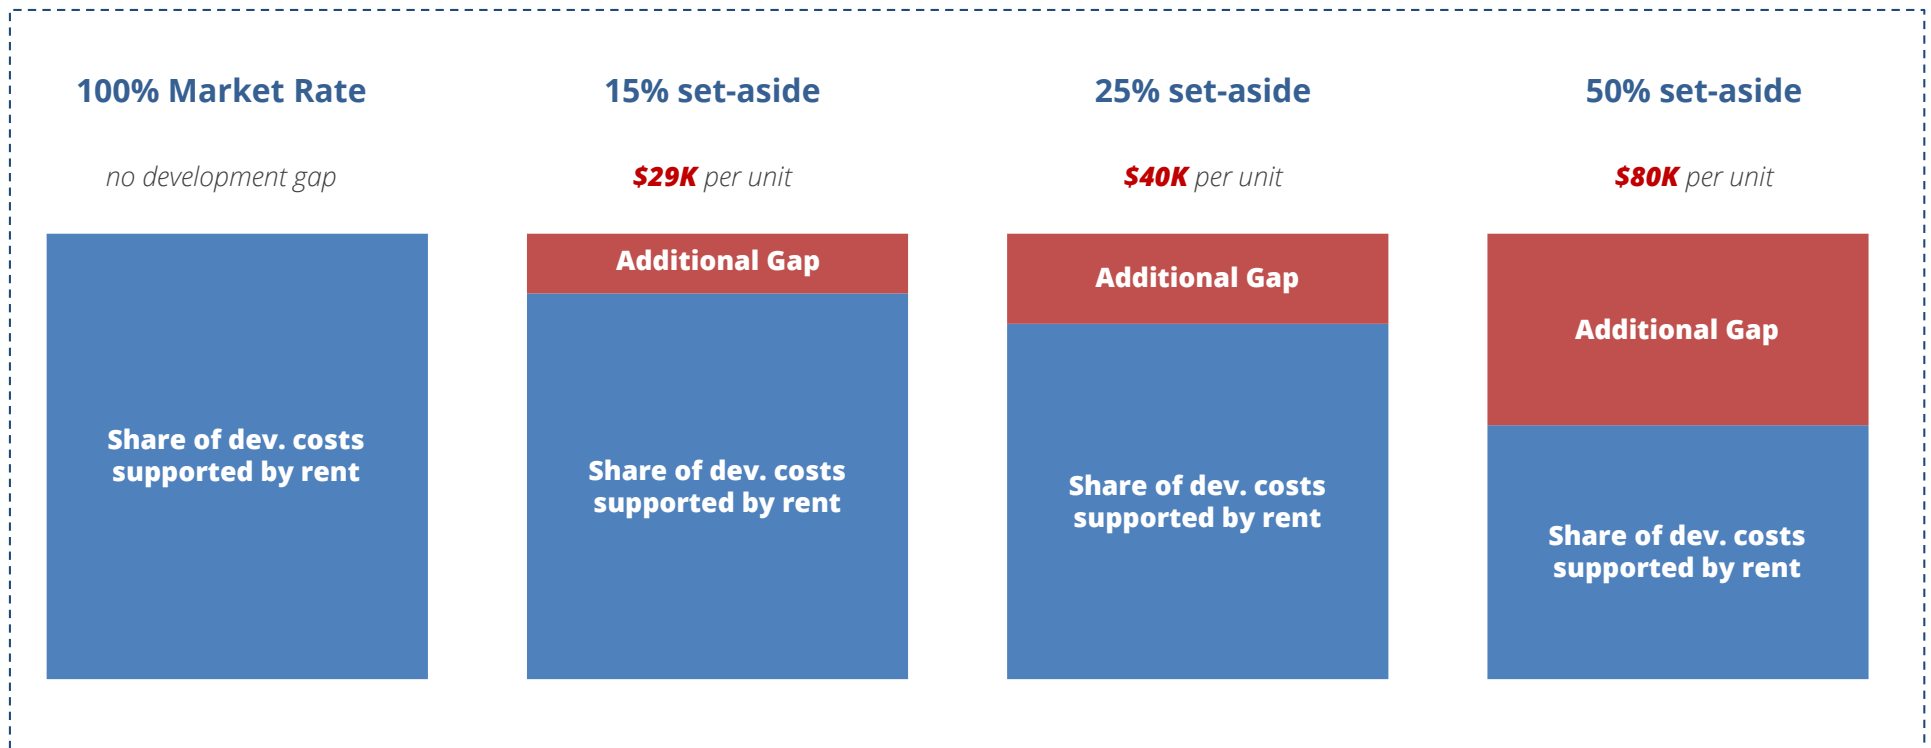 100% Market Rate
15% set-aside
25% set-aside
50% set-aside
no development gap
$29K per unit
$40K per unit
$80K per unit
Share of dev. costs
supported by rent
Additional Gap
Share of dev. costs
supported by rent
Additional Gap
Share of dev. costs
supported by rent
Additional Gap
Share of dev. costs
supported by rent